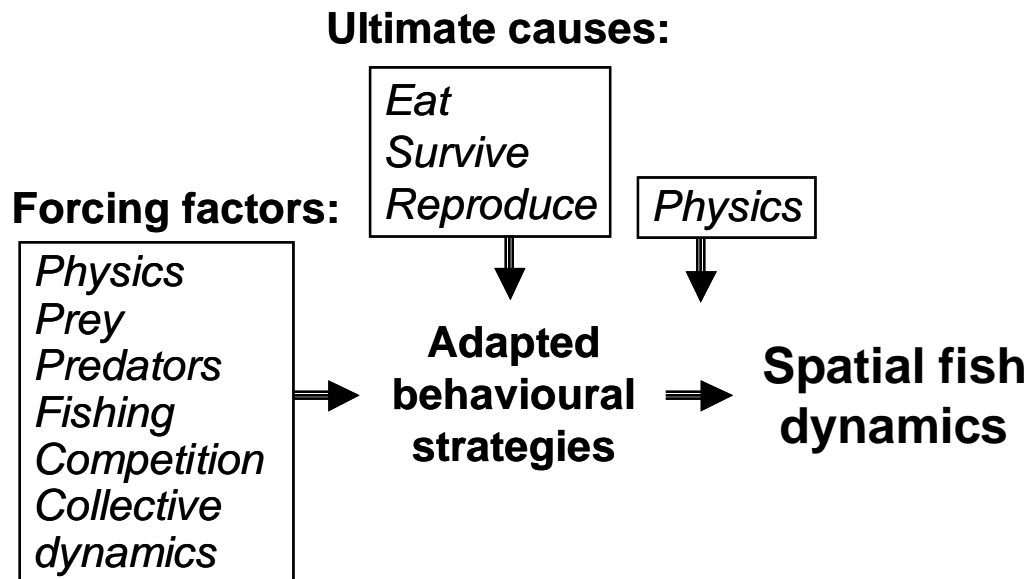 Ultimate causes:
Eat
Survive
Reproduce
Physics
Forcing factors:
Physics
Prey
Predators
Fishing
Competition
Collective
dynamics
Adapted
behavioural
strategies
Spatial fish
dynamics